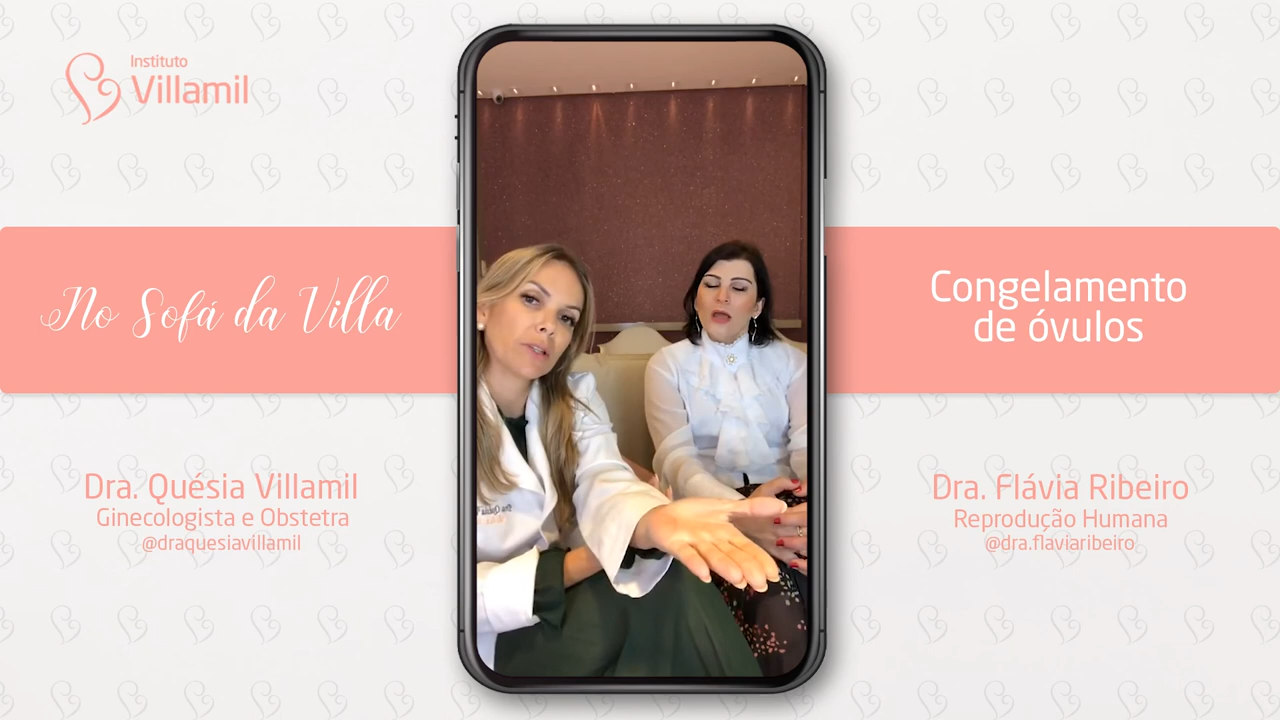 Instituto
Villamil
No Sofá da Villa
Congelamento
de óvulos
Dra. Quésia Villamil
Ginecologista e Obstetra
@draquesiavillamil
Dra. Flávia Ribeiro
Reprodução Humana
@dra.flaviaribeiro